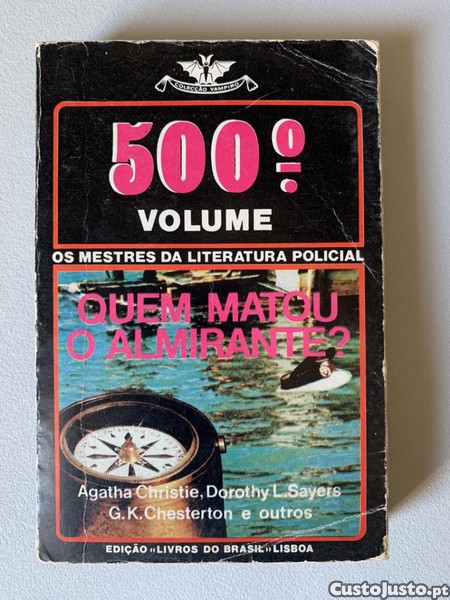 COLECÇÃO VAMPIRO
500º.
VOLUME
OS MESTRES DA LITERATURA POLICIAL
QUEM MATOU
O ALMIRANTE?
Agatha Christie, Dorothy L. Sayers
G. K. Chesterton e outros
EDIÇÃO «LIVROS DO BRASIL» LISBOA
CustoJusto.pt